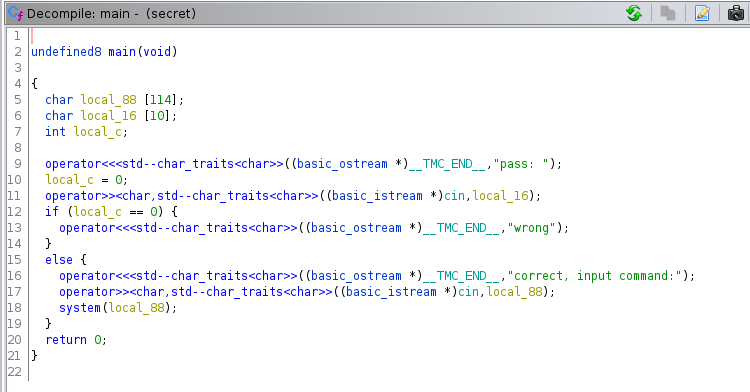 Decompile: main - (secret)
1
2 undefined8 main(void)
3
4 {
5 char local_88 [114];
6 char local_16 [10];
7 int local_c;
8
9 operator<<<std--char_traits<char>>((basic_ostream *)__TMC_END__,"pass: ");
10 local_c = 0;
11 operator>><char,std--char_traits<char>>((basic_istream *)cin,local_16);
12 if (local_c == 0) {
13 operator<<<std--char_traits<char>>((basic_ostream *)__TMC_END__,"wrong");
14 }
15 else {
16 operator<<<std--char_traits<char>>((basic_ostream *)__TMC_END__,"correct, input command:");
17 operator>><char,std--char_traits<char>>((basic_istream *)cin,local_88);
18 system(local_88);
19 }
20 return 0;
21 }
22